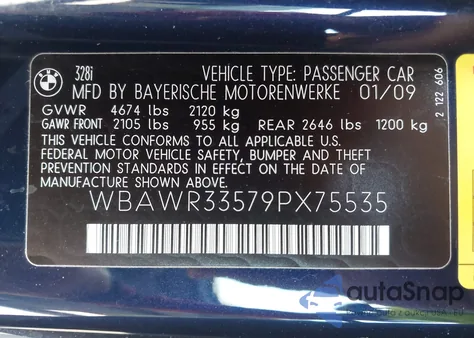 BMW
328i VEHICLE TYPE: PASSENGER CAR
MFD BY BAYERISCHE MOTORENWERKE 01/09
GVWR 4674 lbs 2120 kg
GAWR FRONT 2105 lbs 955 kg REAR 2646 lbs 1200 kg
THIS VEHICLE CONFORMS TO ALL APPLICABLE U.S.
FEDERAL MOTOR VEHICLE SAFETY, BUMPER AND THEFT
PREVENTION STANDARDS IN EFFECT ON THE DATE OF
MANUFACTURE SHOWN ABOVE.
WBAWR33579PX75535
2 122 606
autoSnap